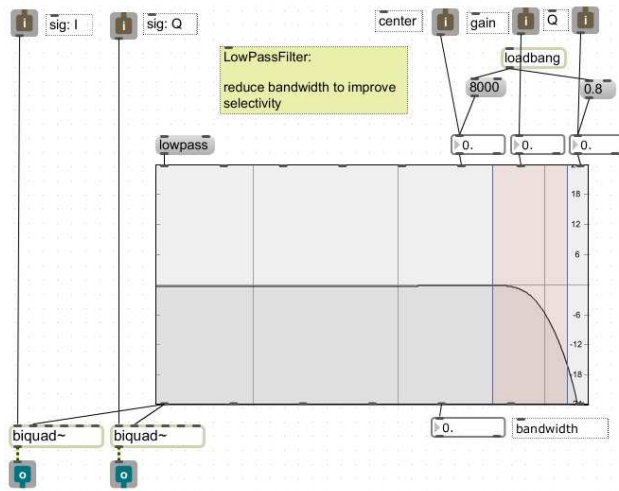 i
sig: I
i
sig: Q
center
i
gain
i
Q
i
LowPassFilter:
reduce bandwidth to improve
selectivity
loadbang
8000
0.8
lowpass
0.
0.
0.
18
12
6
-6
-12
18
0.
bandwidth
biquad~
biquad~
o
o